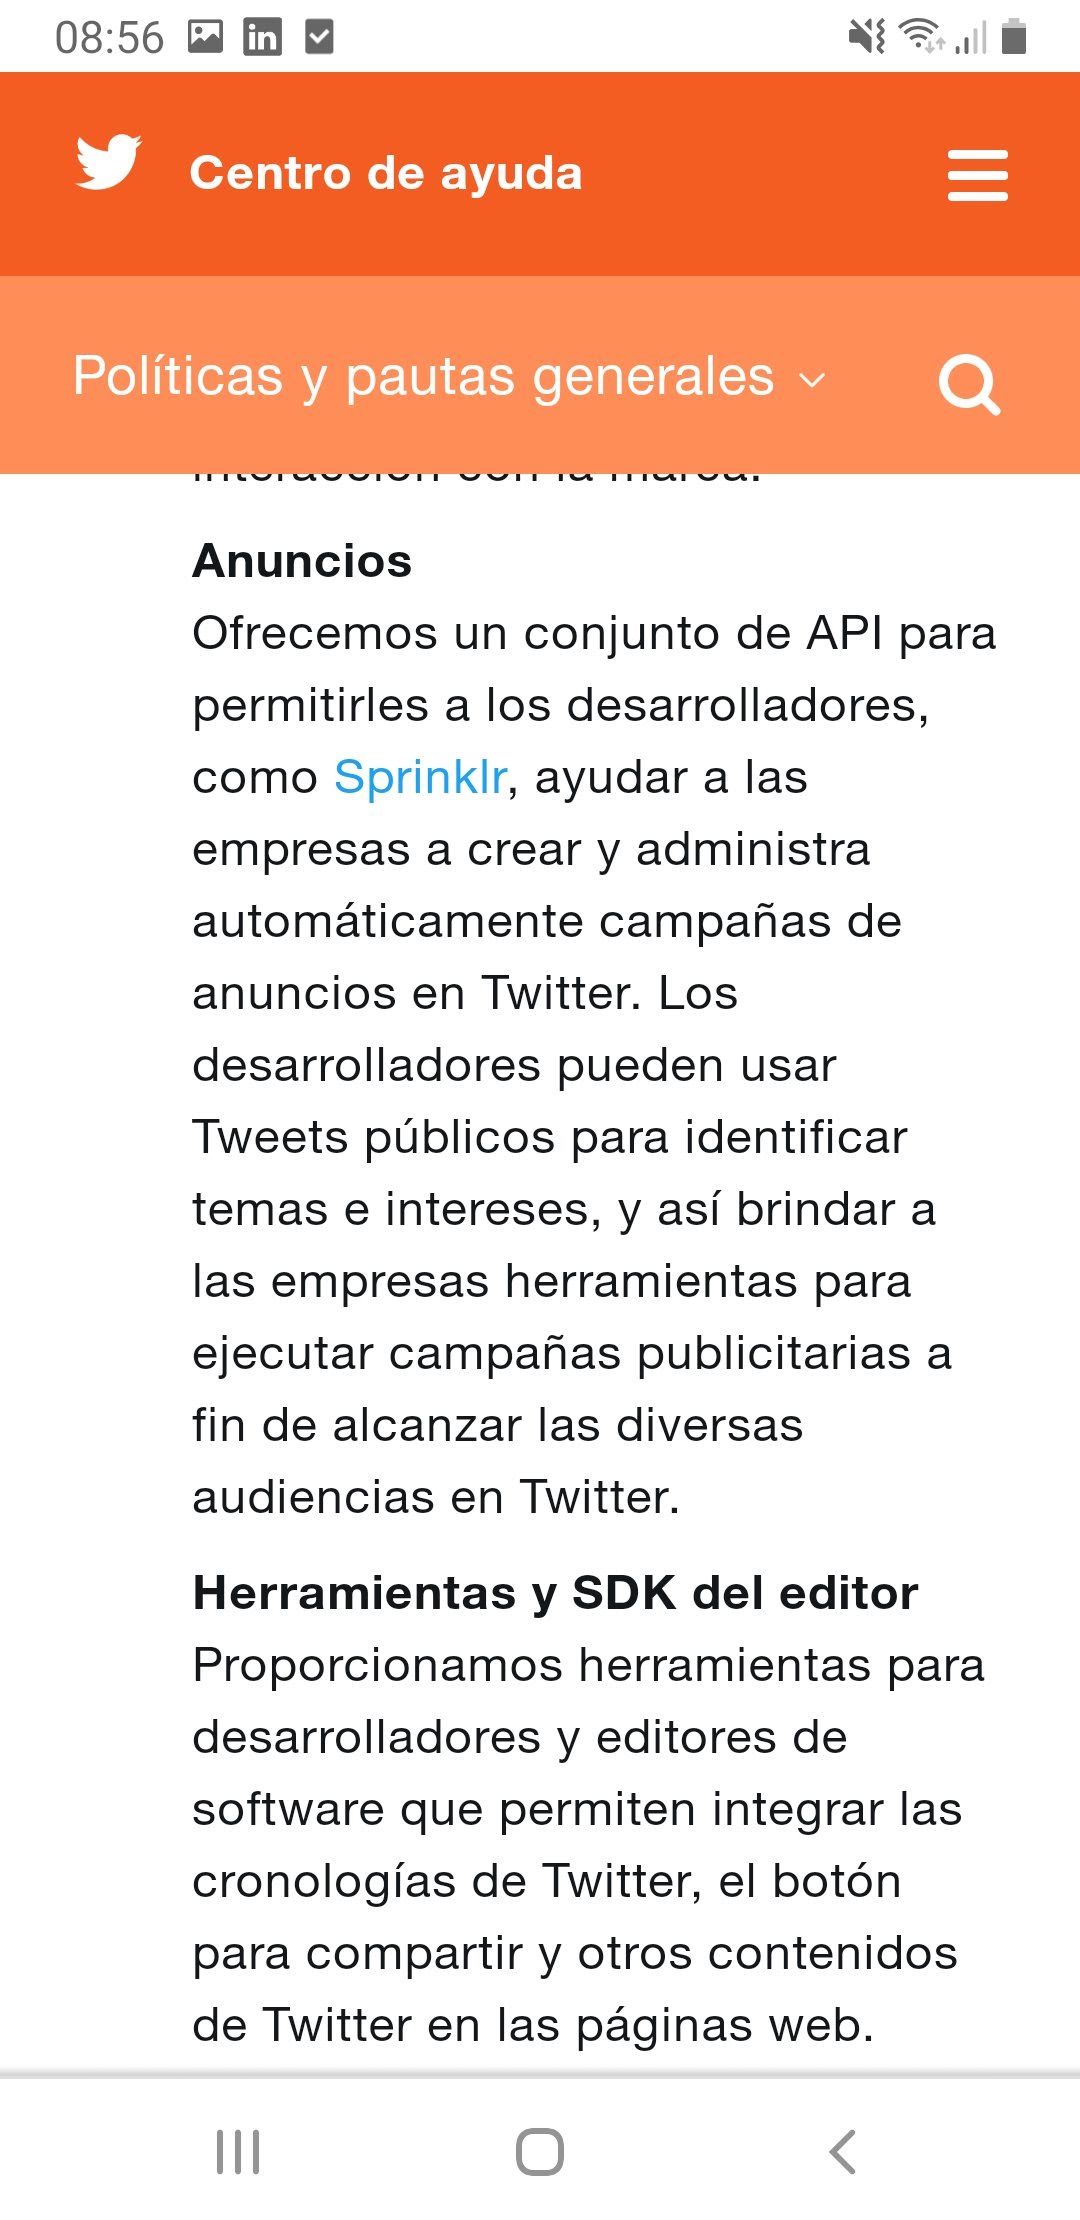 08:56
Centro de ayuda
Políticas y pautas generales
interacción con la marca.
Anuncios
Ofrecemos un conjunto de API para
permitirles a los desarrolladores,
como Sprinklr, ayudar a las
empresas a crear y administra
automáticamente campañas de
anuncios en Twitter. Los
desarrolladores pueden usar
Tweets públicos para identificar
temas e intereses, y así brindar a
las empresas herramientas para
ejecutar campañas publicitarias a
fin de alcanzar las diversas
audiencias en Twitter.
Herramientas y SDK del editor
Proporcionamos herramientas para
desarrolladores y editores de
software que permiten integrar las
cronologías de Twitter, el botón
para compartir y otros contenidos
de Twitter en las páginas web.